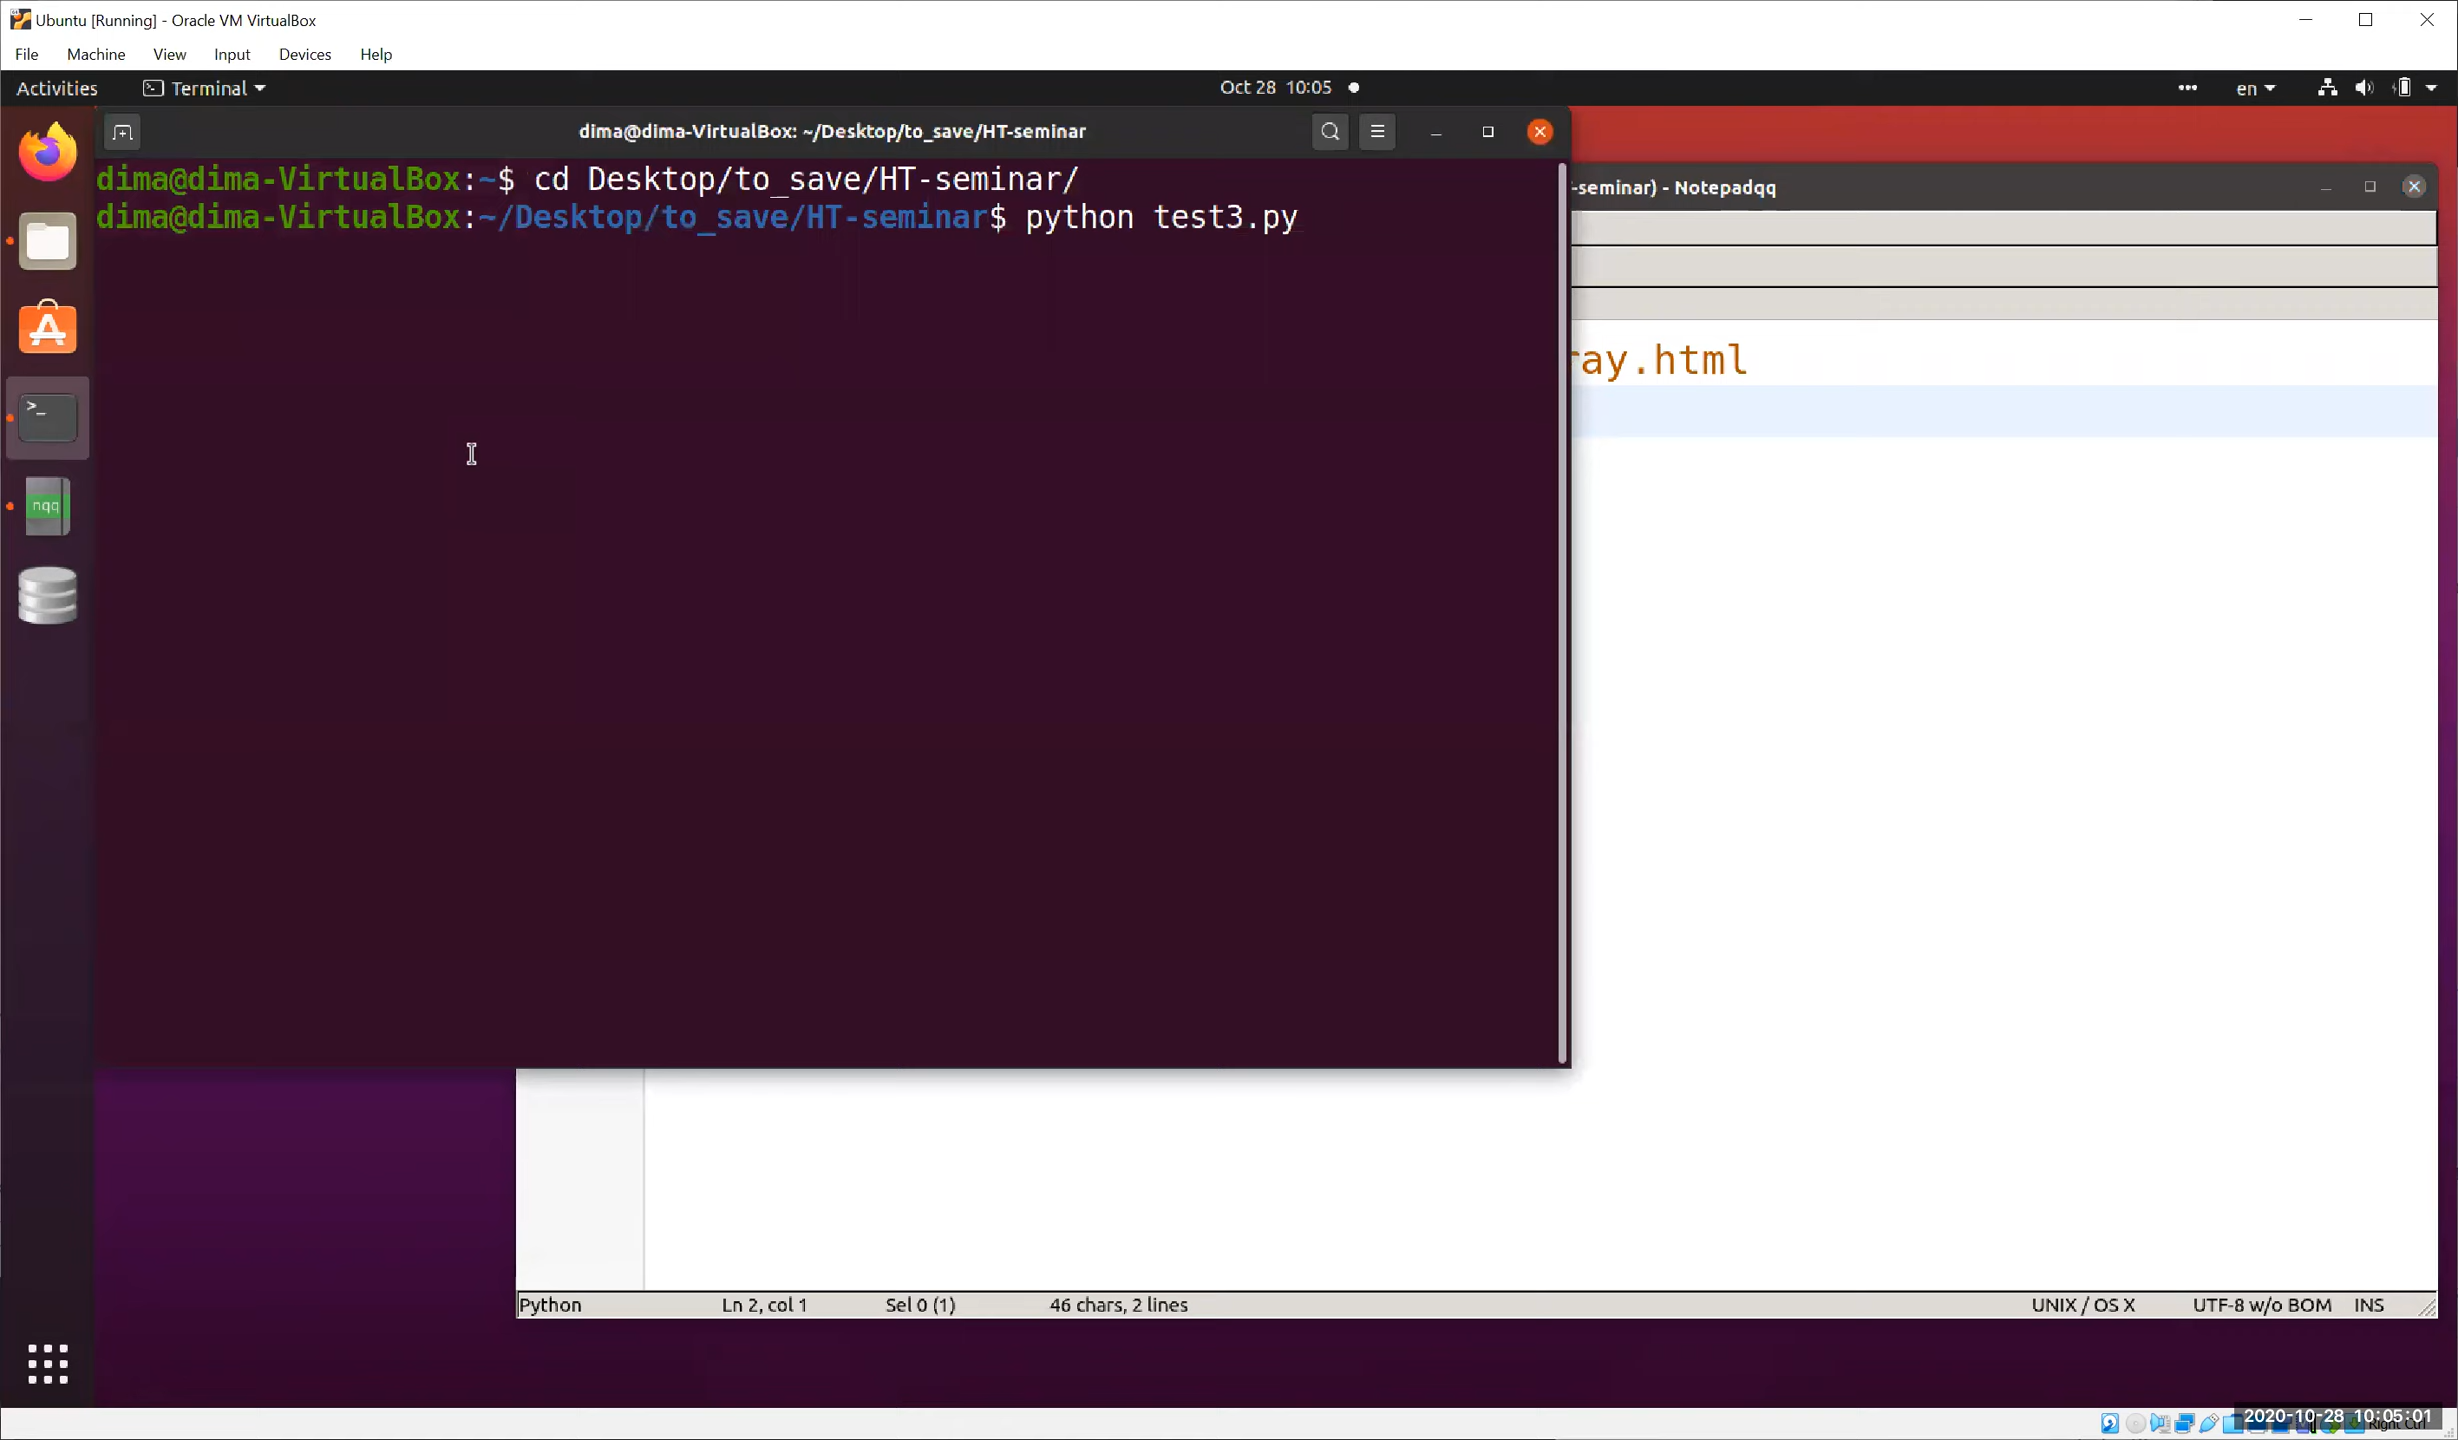 Ubuntu [Running] - Oracle VM VirtualBox
File Machine View Input Devices Help
Activities Terminal Oct 28 10:05 en
dima@dima-VirtualBox: ~/Desktop/to_save/HT-seminar
dima@dima-VirtualBox:~$ cd Desktop/to_save/HT-seminar/
dima@dima-VirtualBox:~/Desktop/to_save/HT-seminar$ python test3.py
-seminar) - Notepadqq
ray.html
nqq
Python Ln 2, col 1 Sel 0 (1) 46 chars, 2 lines UNIX / OS X UTF-8 w/o BOM INS
2020-10-28 10:05:01
Right Ctrl